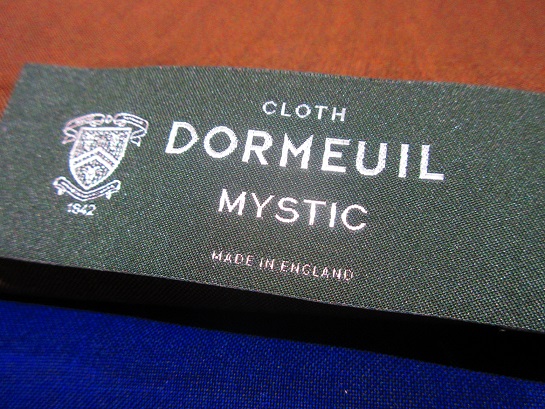 CLOTH
DORMEUIL
MYSTIC
MADE IN ENGLAND
1842